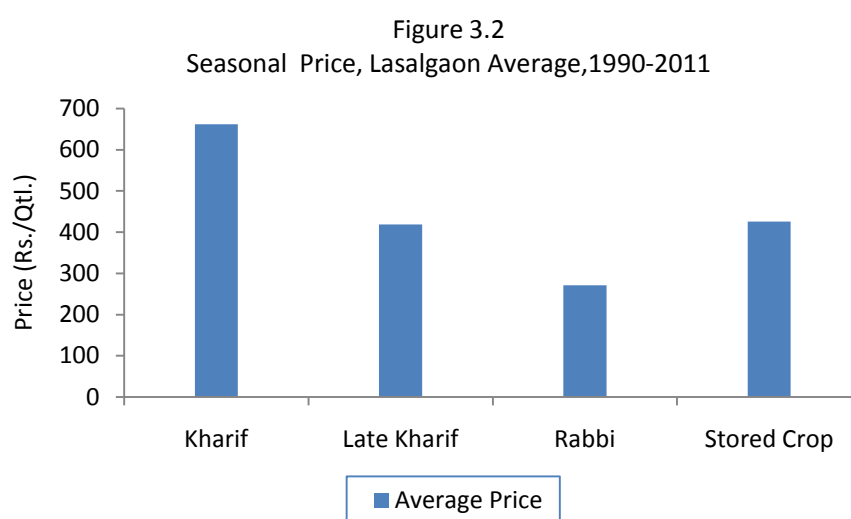 Figure 3.2
Seasonal Price, Lasalgaon Average,1990-2011
Price (Rs./Qtl.)
700
600
500
400
300
200
100
0
Kharif
Late Kharif
Rabbi
Stored Crop
Average Price